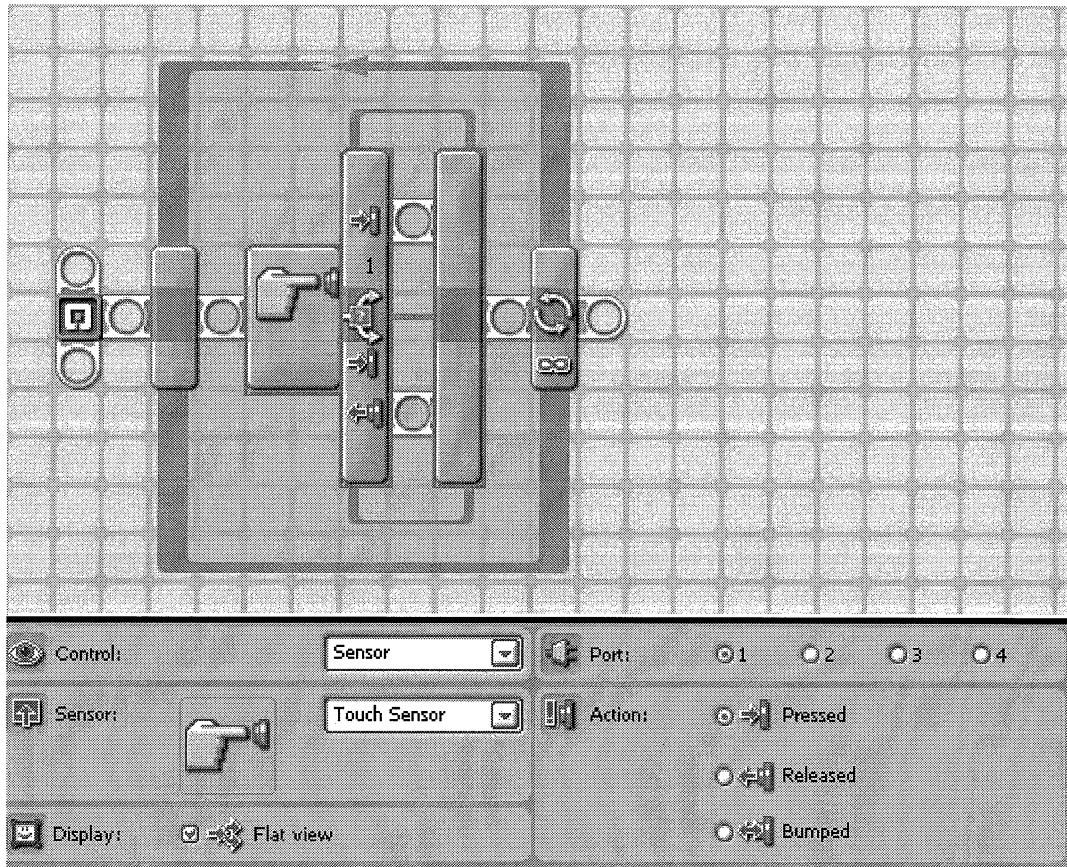 1
Control:
Sensor
Port:
1
2
3
4
Sensor:
Touch Sensor
Action:
Pressed
Released
Display:
Flat view
Bumped